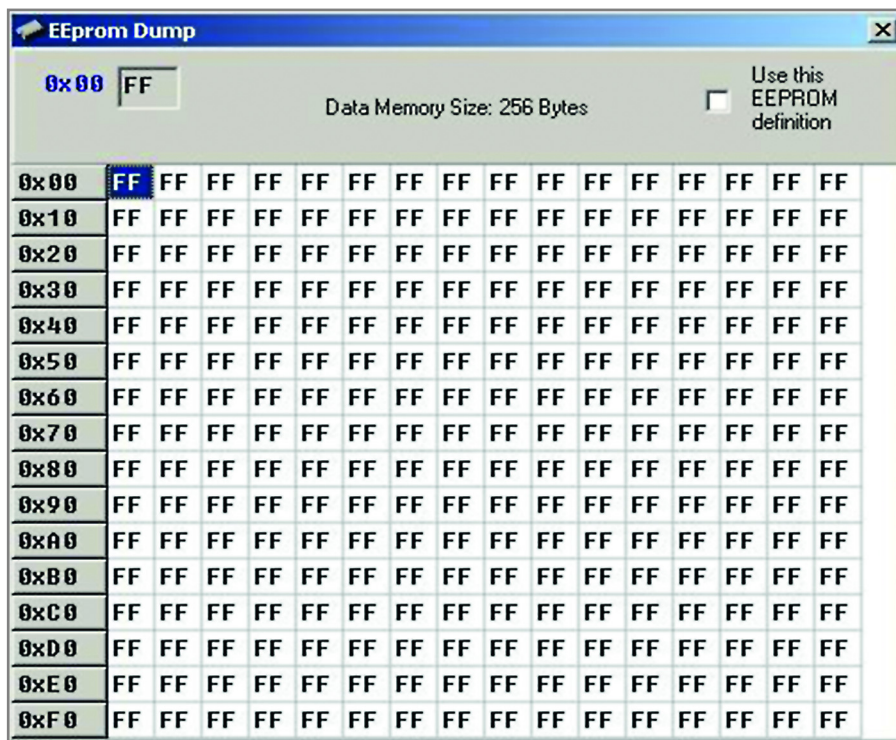 EEprom Dump
0x00 FF
Data Memory Size: 256 Bytes
Use this
EEPROM
definition
0x00 FF FF FF FF FF FF FF FF FF FF FF FF FF FF FF FF
0x10 FF FF FF FF FF FF FF FF FF FF FF FF FF FF FF FF
0x20 FF FF FF FF FF FF FF FF FF FF FF FF FF FF FF FF
0x30 FF FF FF FF FF FF FF FF FF FF FF FF FF FF FF FF
0x40 FF FF FF FF FF FF FF FF FF FF FF FF FF FF FF FF
0x50 FF FF FF FF FF FF FF FF FF FF FF FF FF FF FF FF
0x60 FF FF FF FF FF FF FF FF FF FF FF FF FF FF FF FF
0x70 FF FF FF FF FF FF FF FF FF FF FF FF FF FF FF FF
0x80 FF FF FF FF FF FF FF FF FF FF FF FF FF FF FF FF
0x90 FF FF FF FF FF FF FF FF FF FF FF FF FF FF FF FF
0xA0 FF FF FF FF FF FF FF FF FF FF FF FF FF FF FF FF
0xB0 FF FF FF FF FF FF FF FF FF FF FF FF FF FF FF FF
0xC0 FF FF FF FF FF FF FF FF FF FF FF FF FF FF FF FF
0xD0 FF FF FF FF FF FF FF FF FF FF FF FF FF FF FF FF
0xE0 FF FF FF FF FF FF FF FF FF FF FF FF FF FF FF FF
0xF0 FF FF FF FF FF FF FF FF FF FF FF FF FF FF FF FF